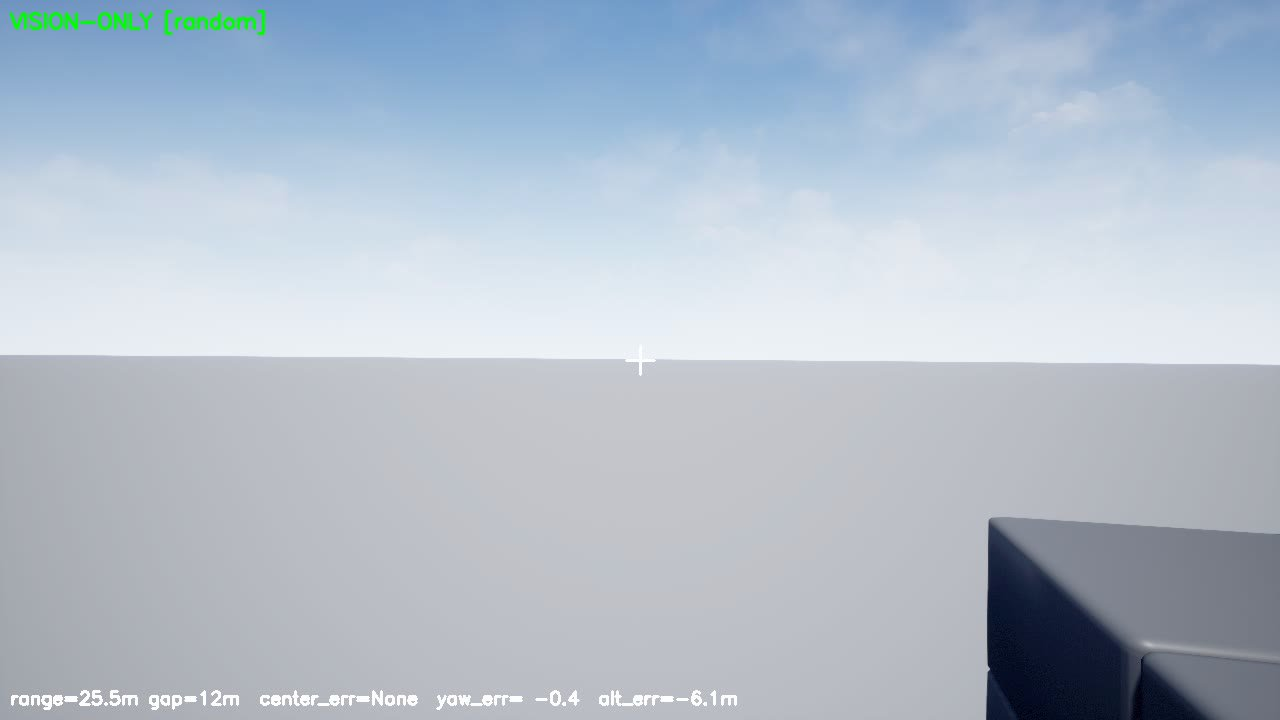 VISION-ONLY [random]
range=25.5m gap=12m center_err=None yaw_err= -0.4 alt_err=-6.1m